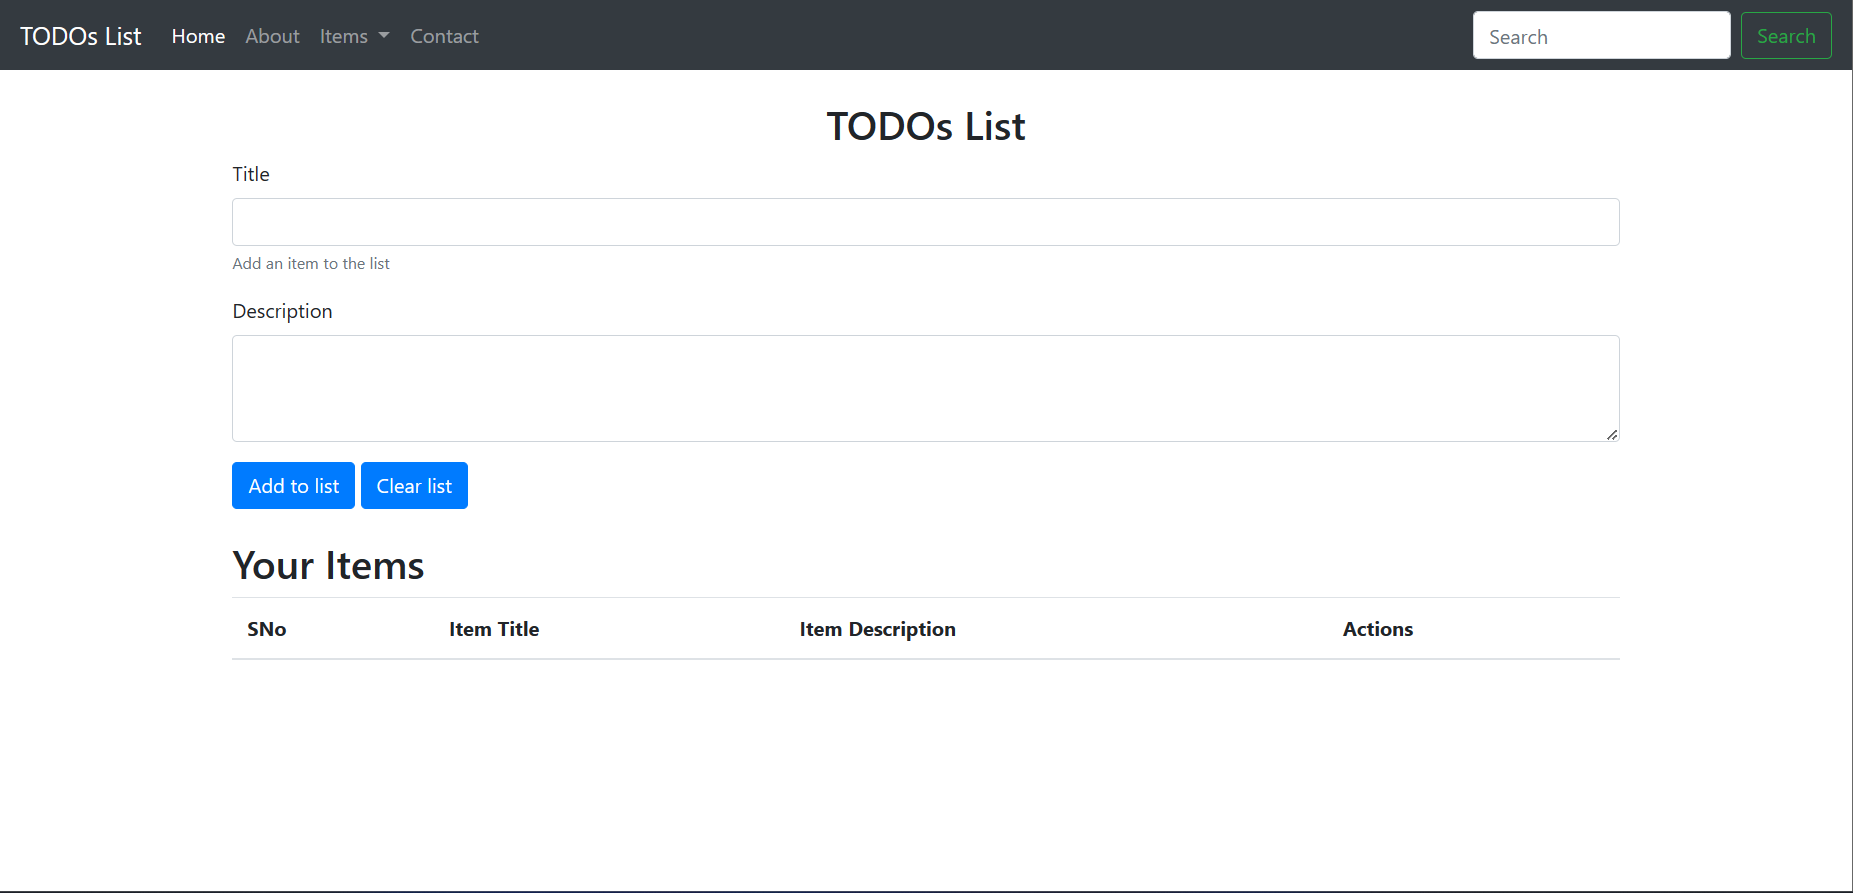 TODOs List Home About Items Contact Search Search
TODOs List
Title
Add an item to the list
Description
Add to list Clear list
Your Items
SNo Item Title Item Description Actions